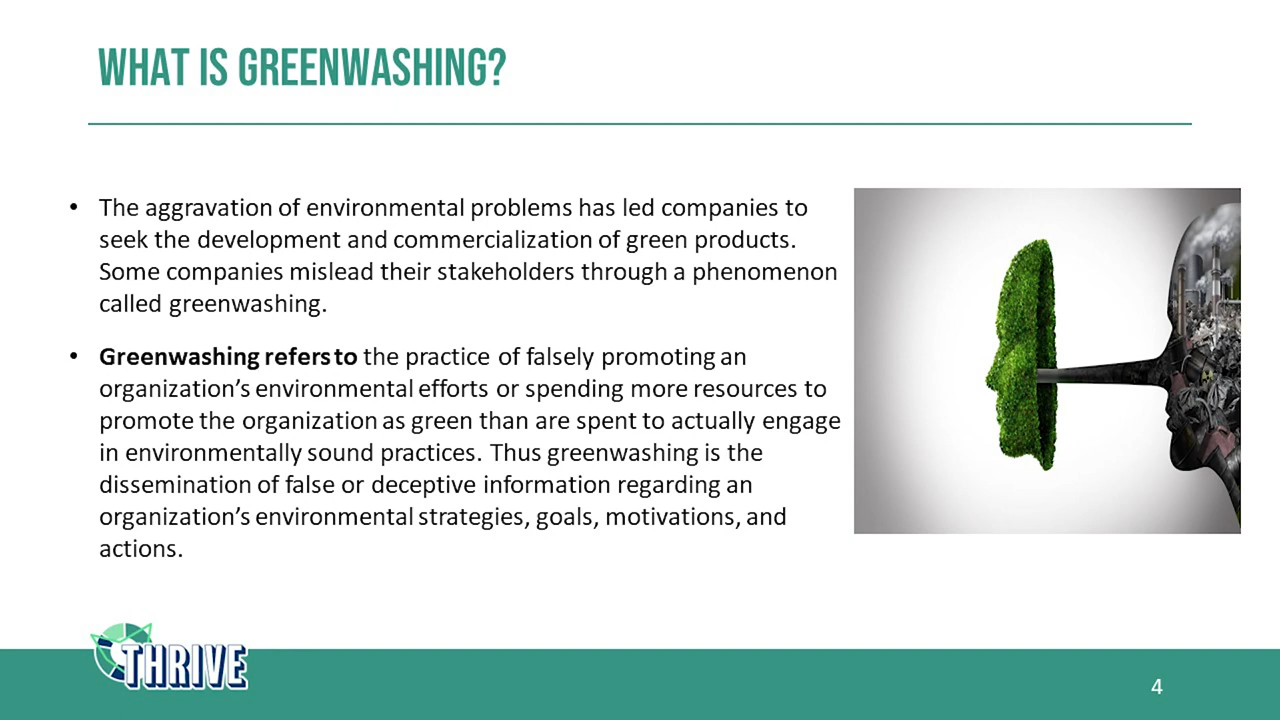 WHAT IS GREENWASHING?
• The aggravation of environmental problems has led companies to
seek the development and commercialization of green products.
Some companies mislead their stakeholders through a phenomenon
called greenwashing.
• Greenwashing refers to the practice of falsely promoting an
organization’s environmental efforts or spending more resources to
promote the organization as green than are spent to actually engage
in environmentally sound practices. Thus greenwashing is the
dissemination of false or deceptive information regarding an
organization’s environmental strategies, goals, motivations, and
actions.
THRIVE
4